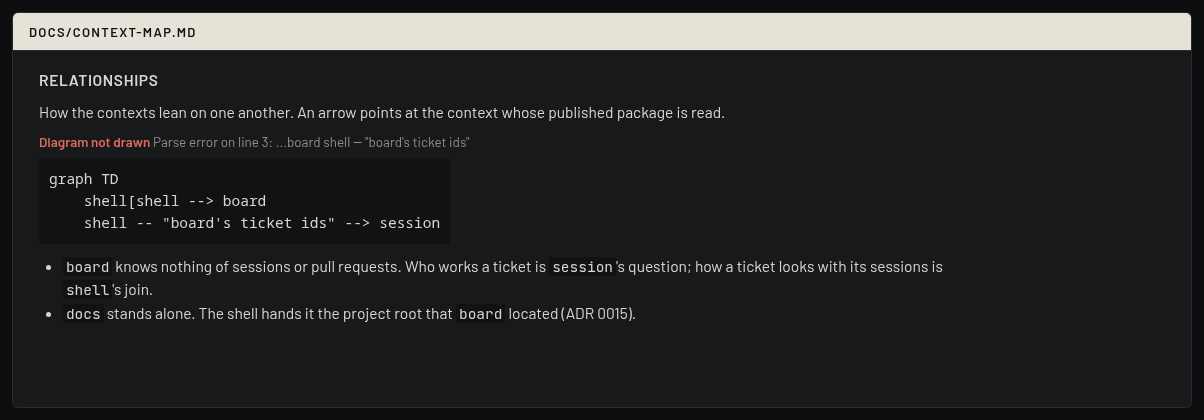 DOCS/CONTEXT-MAP.MD
RELATIONSHIPS
How the contexts lean on one another. An arrow points at the context whose published package is read.
Diagram not drawn Parse error on line 3: ...board shell — "board's ticket ids"
graph TD
    shell[shell --> board
    shell -- "board's ticket ids" --> session
• board knows nothing of sessions or pull requests. Who works a ticket is session's question; how a ticket looks with its sessions is
shell's join.
• docs stands alone. The shell hands it the project root that board located (ADR 0015).